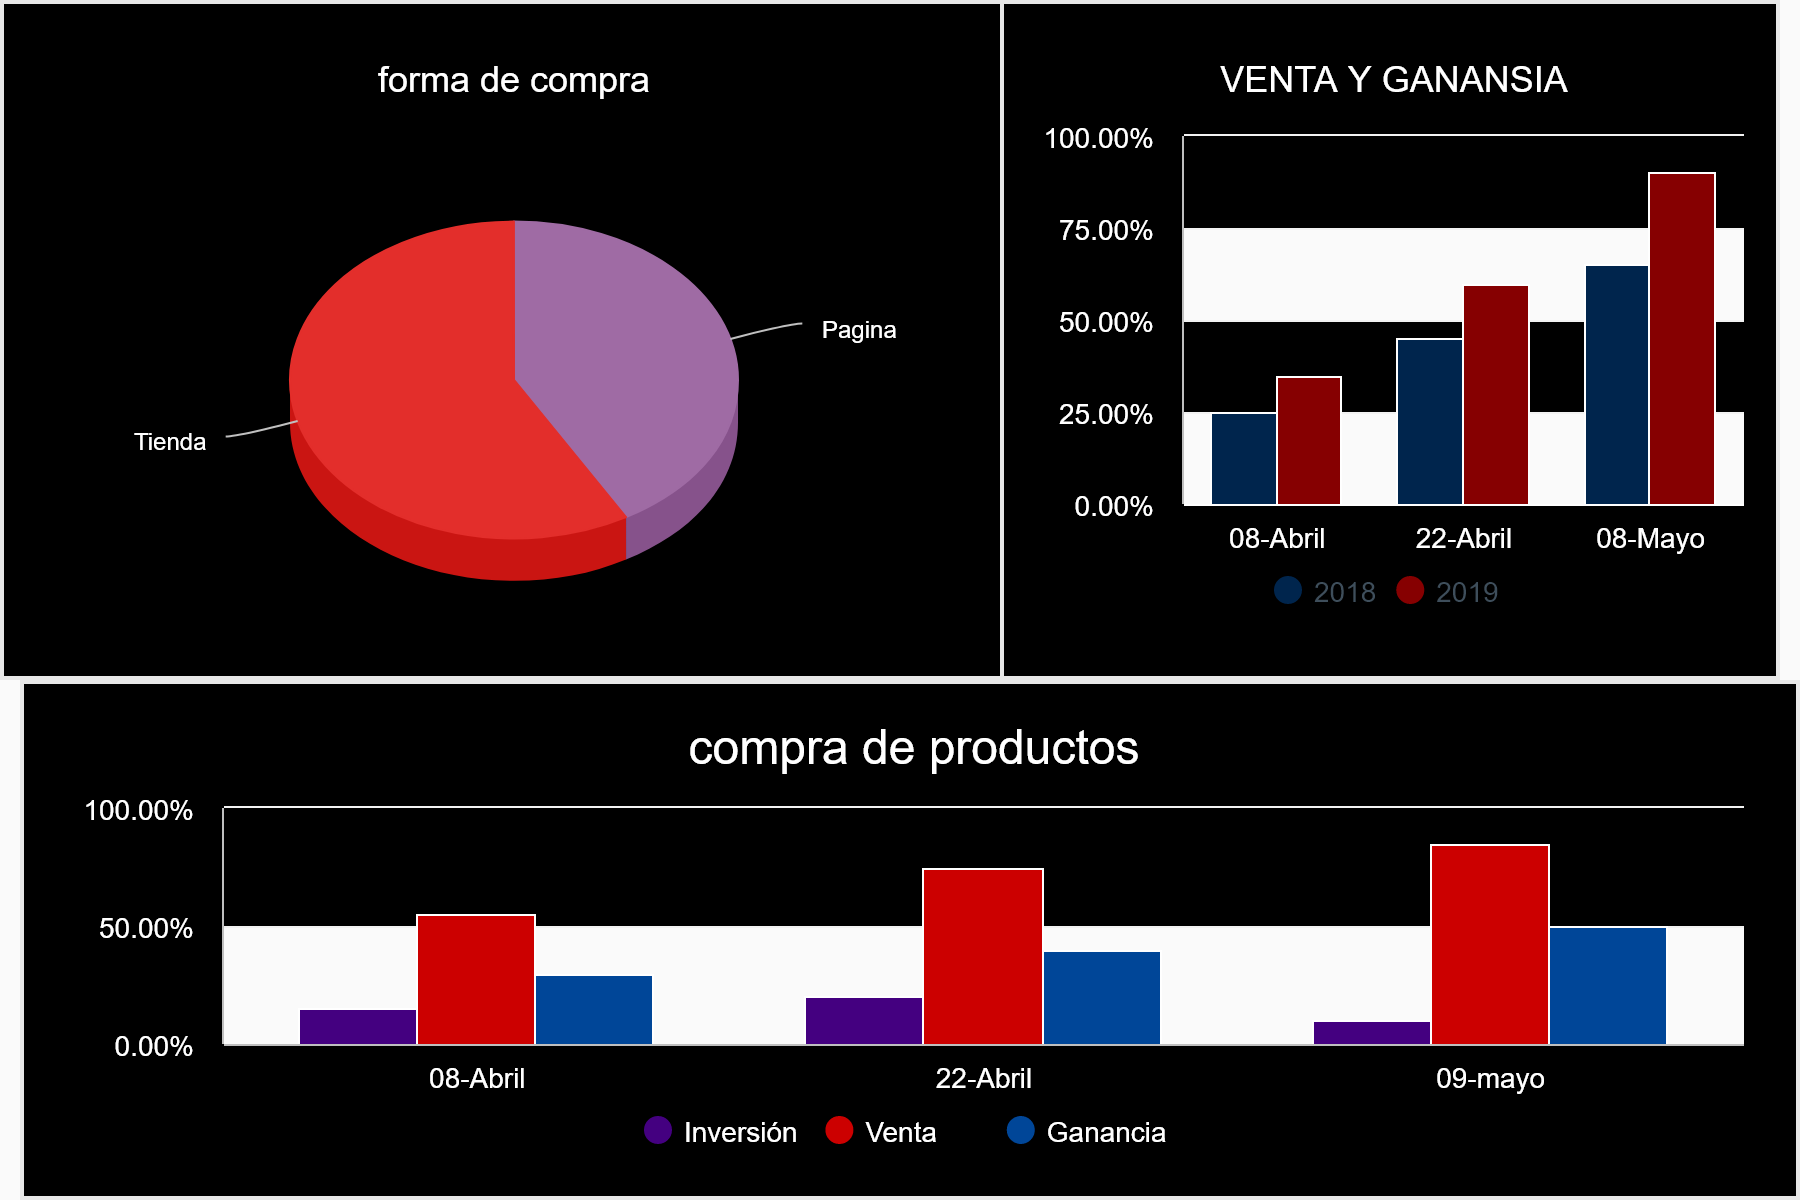 forma de compra
Pagina
Tienda
VENTA Y GANANSIA
100.00%
75.00%
50.00%
25.00%
0.00%
08-Abril 22-Abril 08-Mayo
2018 2019
compra de productos
100.00%
50.00%
0.00%
08-Abril 22-Abril 09-mayo
Inversión Venta Ganancia